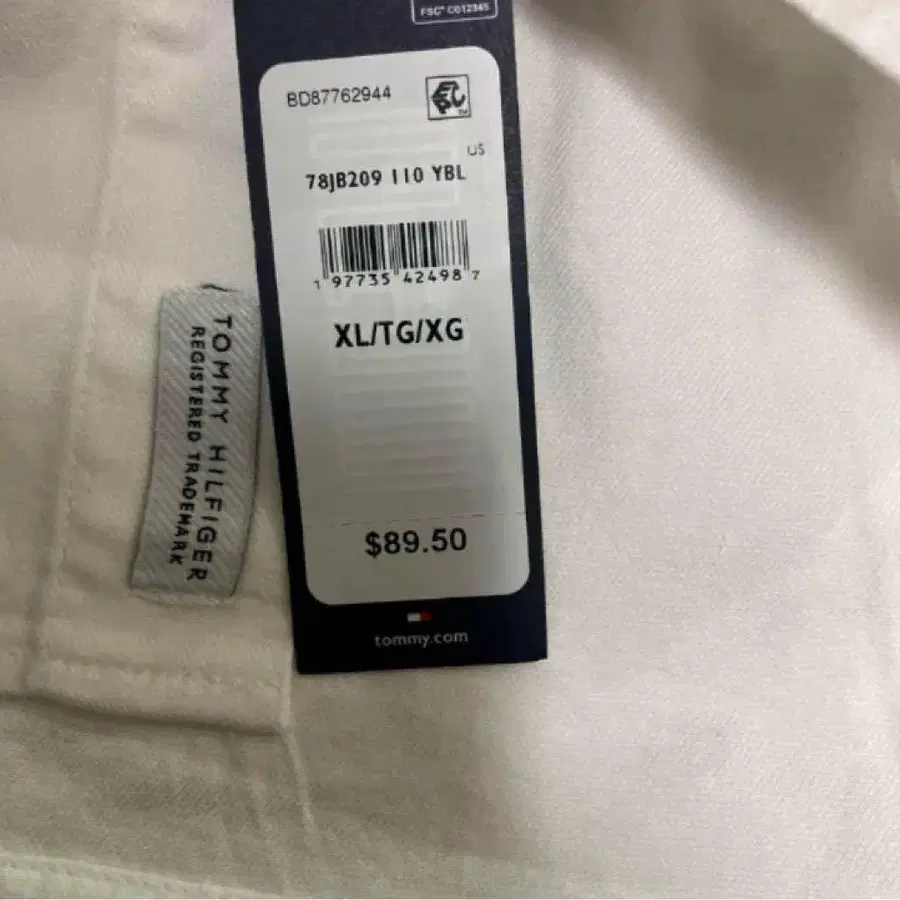 FSC™ C012345
BD87762944
US
78JB209 110 YBL
1 97735 42498 7
XL/TG/XG
$89.50
tommy.com
TOMMY HILFIGER
REGISTERED TRADEMARK